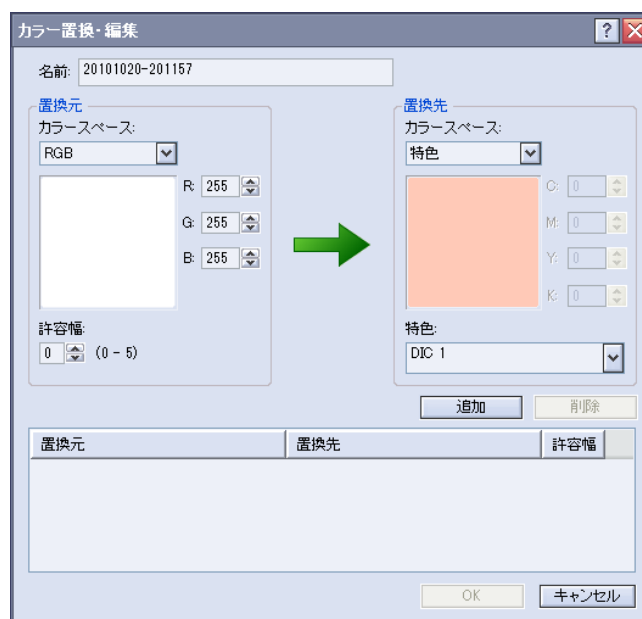 カラー置換・編集
名前: 20101020-201157
置換元
カラースペース:
RGB
R: 255
G: 255
B: 255
許容幅:
0 (0 - 5)
置換先
カラースペース:
特色
C: 0
M: 0
Y: 0
K: 0
特色:
DIC 1
追加 削除
置換元 置換先 許容幅
OK キャンセル